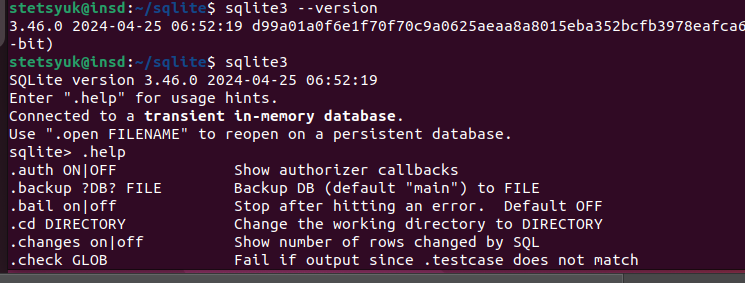 stetsyuk@insd:~/sqlite$ sqlite3 --version
3.46.0 2024-04-25 06:52:19 d99a01a0f6e1f70f70c9a0625aeaa8a8015eba352bcfb3978eafca6
-bit)
stetsyuk@insd:~/sqlite$ sqlite3
SQLite version 3.46.0 2024-04-25 06:52:19
Enter ".help" for usage hints.
Connected to a transient in-memory database.
Use ".open FILENAME" to reopen on a persistent database.
sqlite> .help
.auth ON|OFF Show authorizer callbacks
.backup ?DB? FILE Backup DB (default "main") to FILE
.bail on|off Stop after hitting an error.  Default OFF
.cd DIRECTORY Change the working directory to DIRECTORY
.changes on|off Show number of rows changed by SQL
.check GLOB Fail if output since .testcase does not match